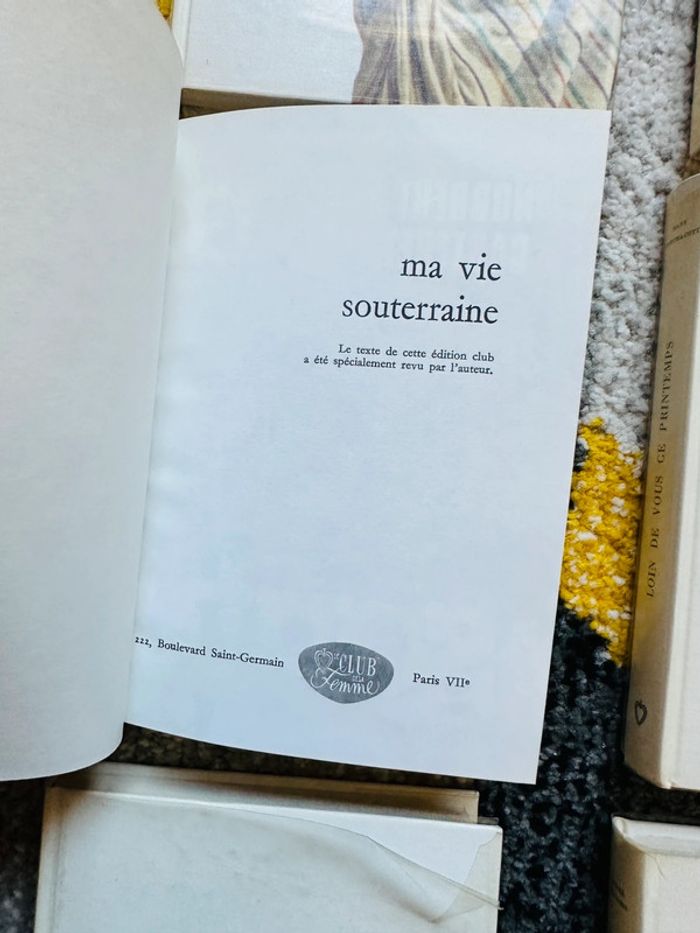 ma vie
souterraine
Le texte de cette édition club
a été spécialement revu par l'auteur.
222, Boulevard Saint-Germain
LE CLUB
DE LA
Femme
Paris VIIe
LOIN DE VOUS CE PRINTEMPS